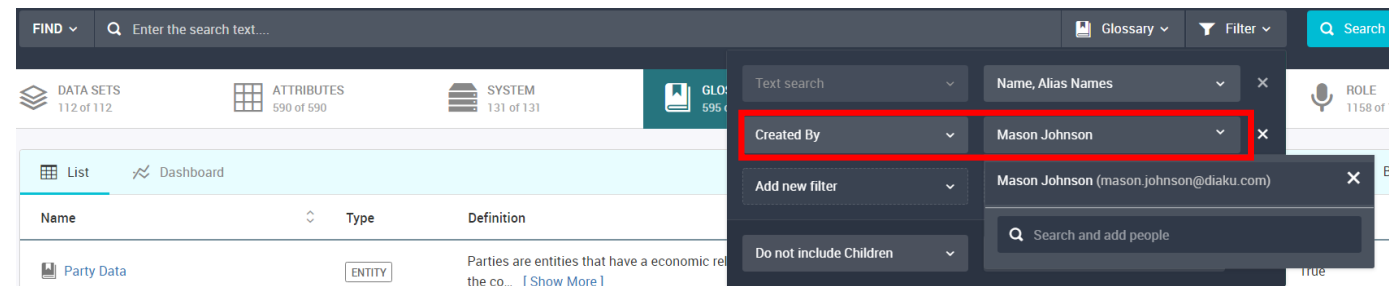 FIND
Enter the search text....
Glossary
Filter
Search
DATA SETS
112 of 112
ATTRIBUTES
590 of 590
SYSTEM
131 of 131
GLOS
595 o
ROLE
1158 of
Text search
Name, Alias Names
Created By
Mason Johnson
Add new filter
Mason Johnson (mason.johnson@diaku.com)
Search and add people
Do not include Children
List
Dashboard
Name
Type
Definition
Party Data
ENTITY
Parties are entities that have a economic rel
the co... [ Show More ]
True